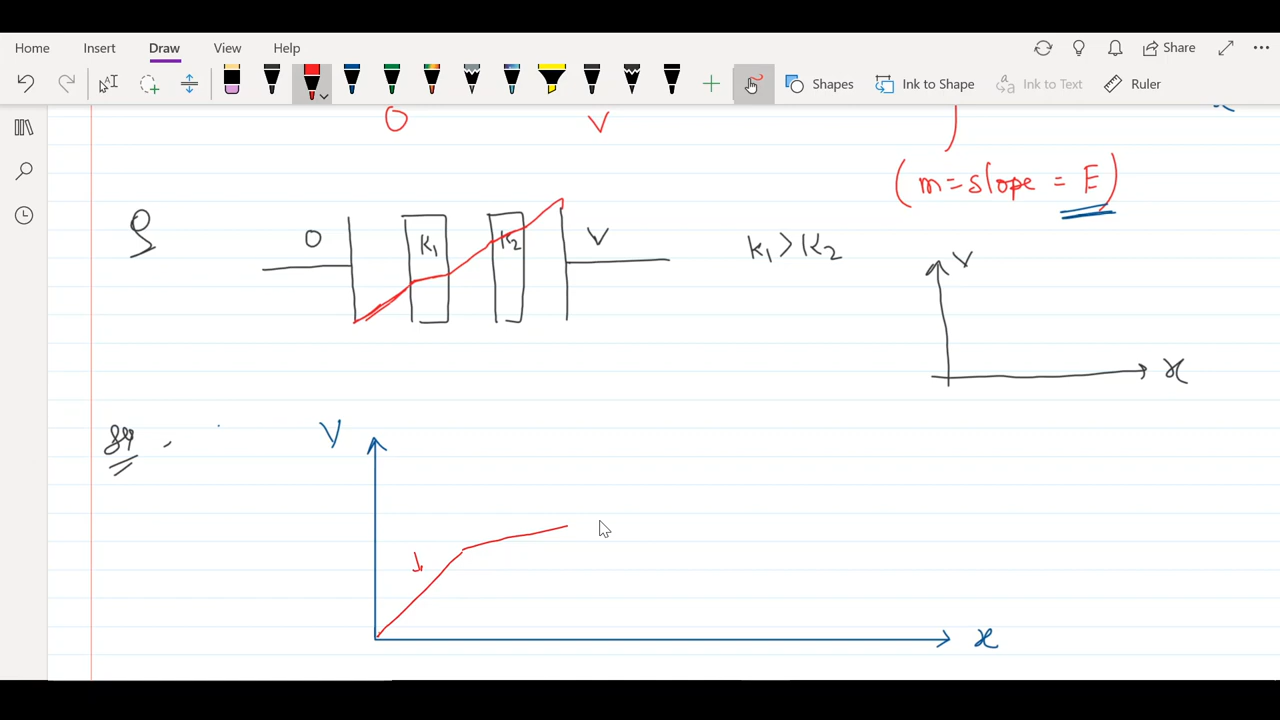 Home Insert Draw View Help Share
Shapes Ink to Shape Ink to Text Ruler
0 V x
(m=slope = E)
Q
0 K1 K2 V K1>K2
V
x
Sol
V
x